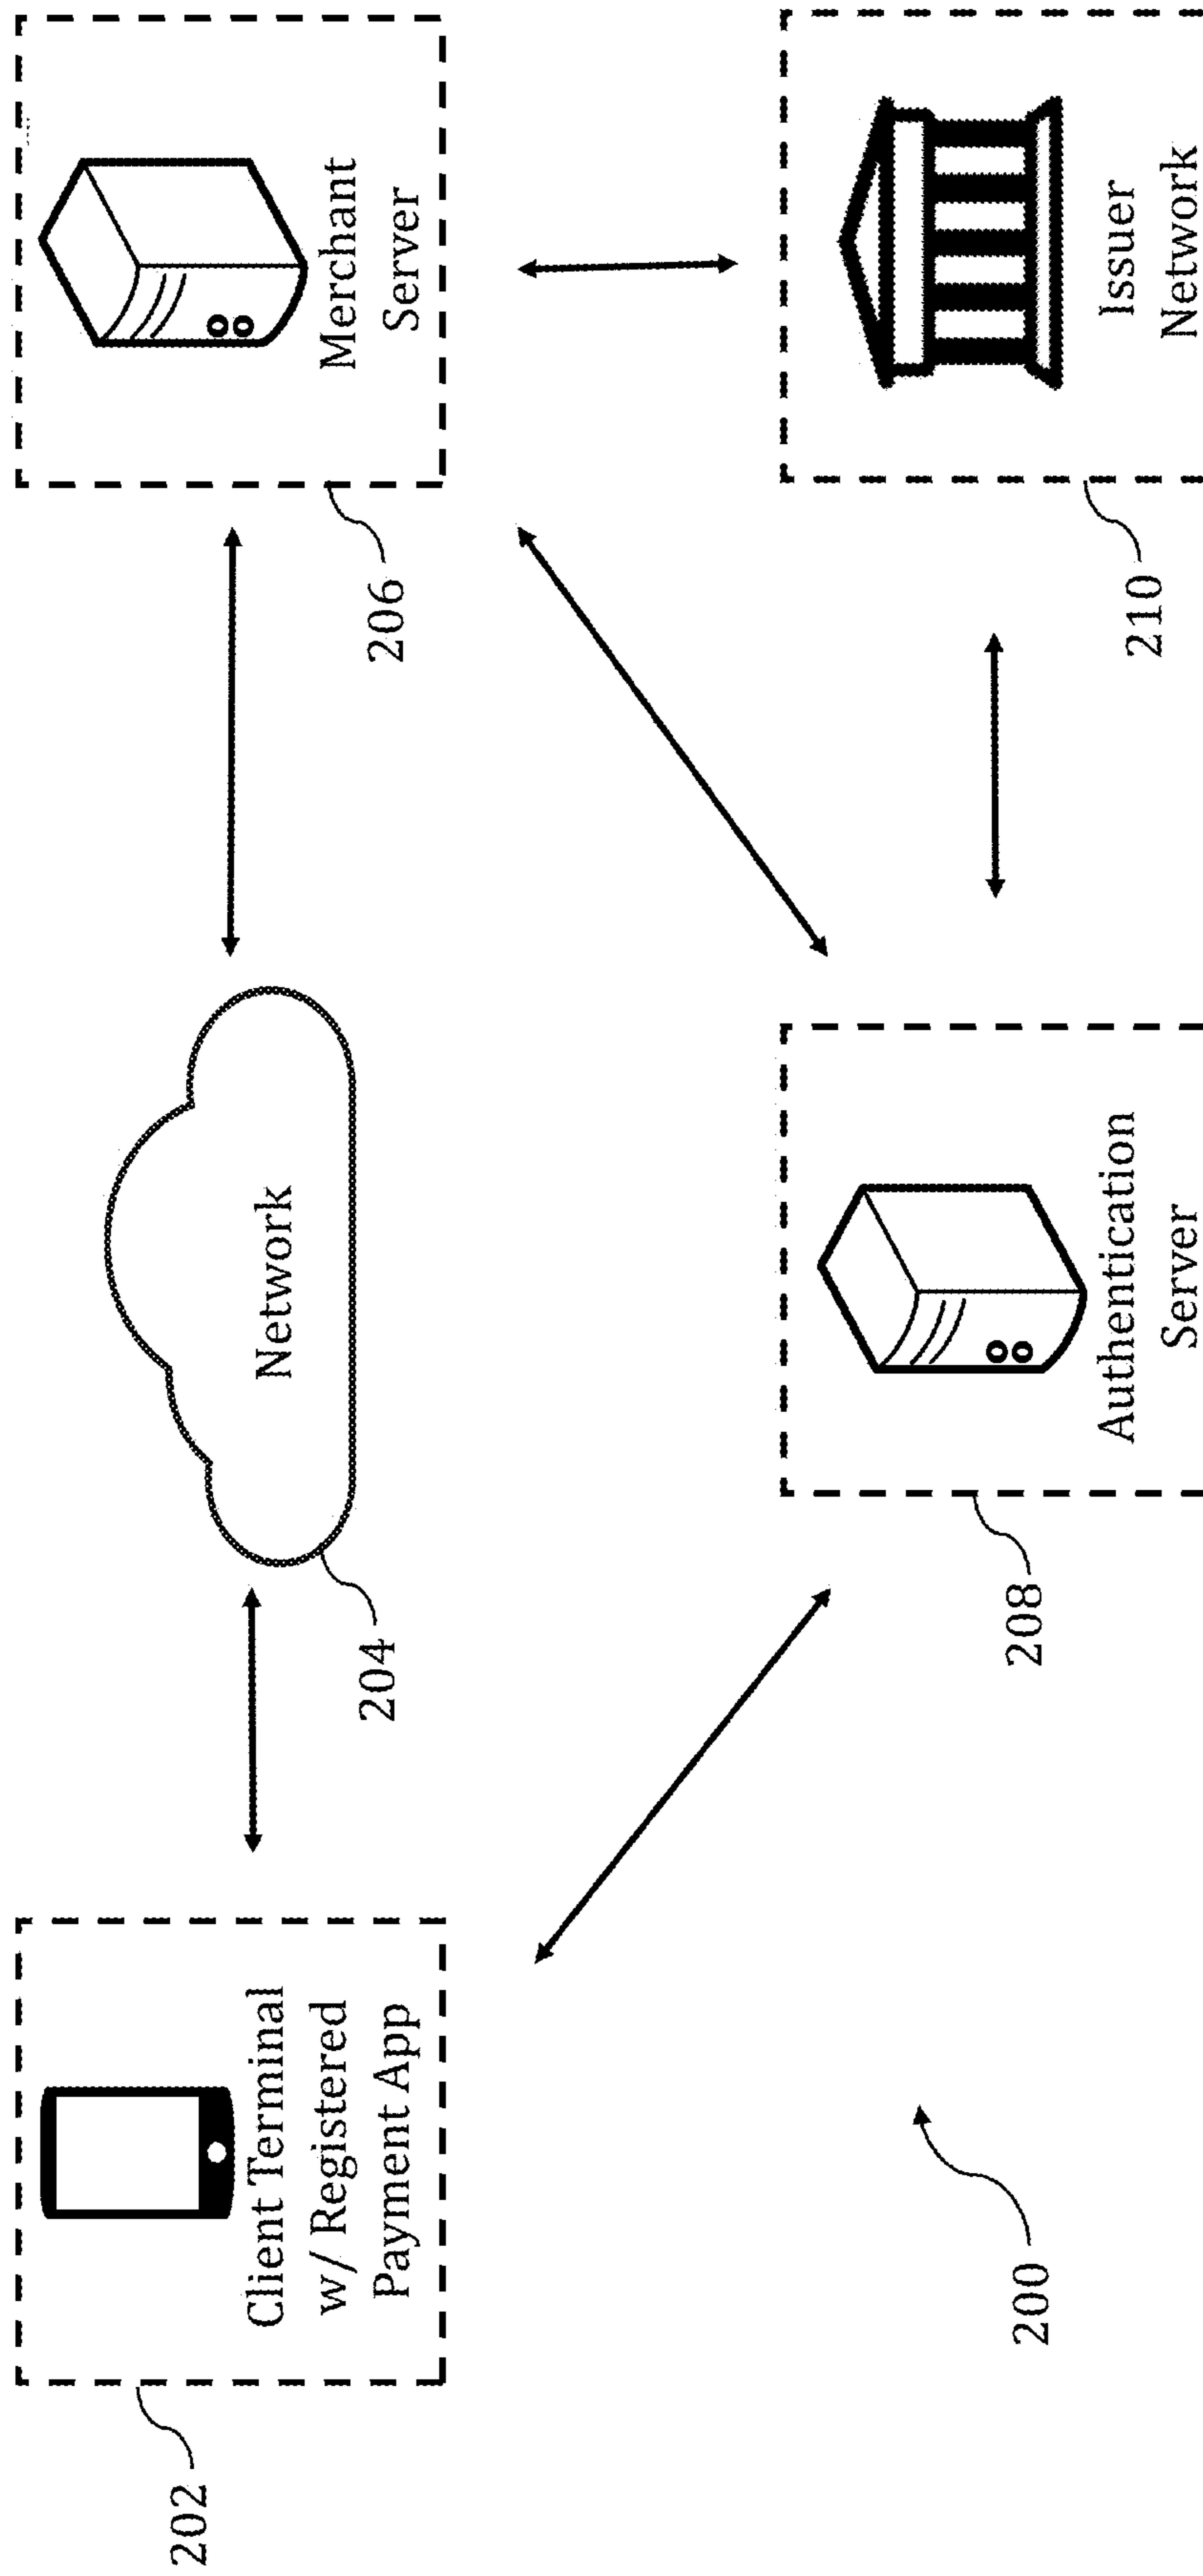 Client Terminal
w/ Registered
Payment App
202
Network
204
Merchant
Server
206
Authentication
Server
208
Issuer
Network
210
200